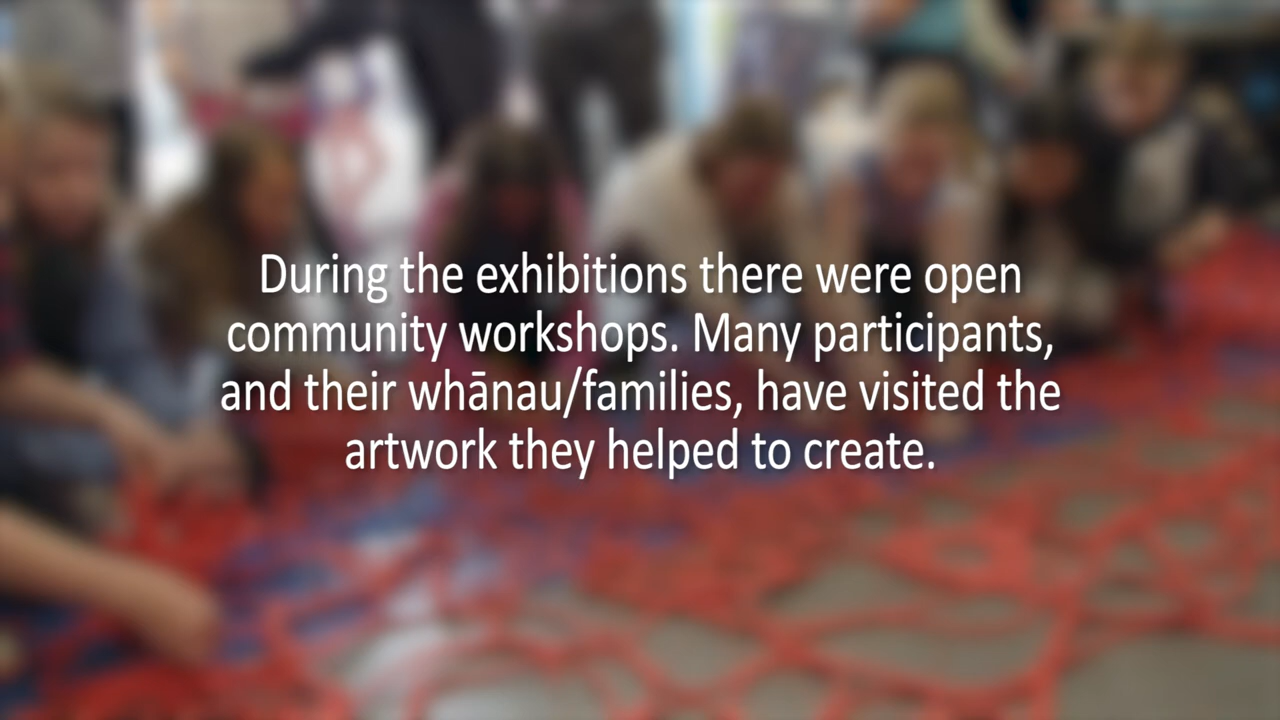 During the exhibitions there were open
community workshops. Many participants,
and their whānau/families, have visited the
artwork they helped to create.